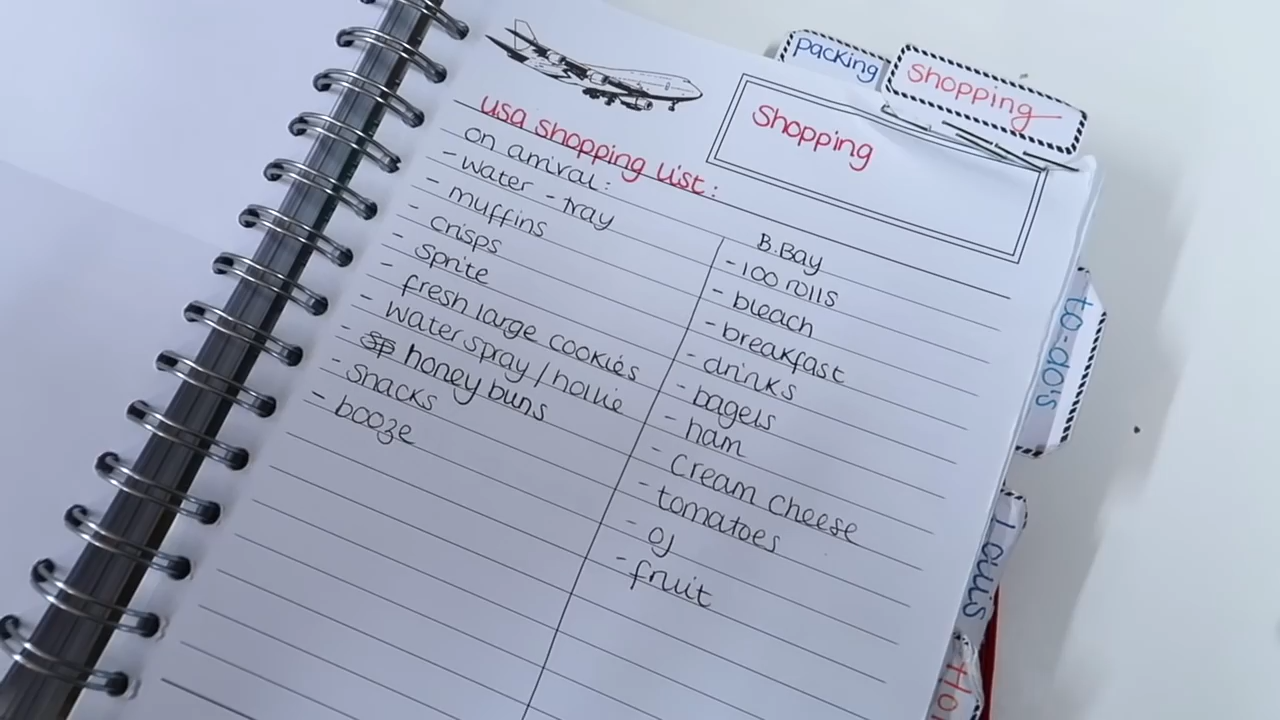 packing
shopping
Shopping
usa shopping list:
on arrival:
- water - tray
- muffins
- crisps
- sprite
- fresh large cookies
- water spray / hollie
- honey buns
- snacks
- booze
B.Bay
- 100 rolls
- bleach
- breakfast
- drinks
- bagels
- ham
- cream cheese
- tomatoes
- oj
- fruit
to-do's
Louis